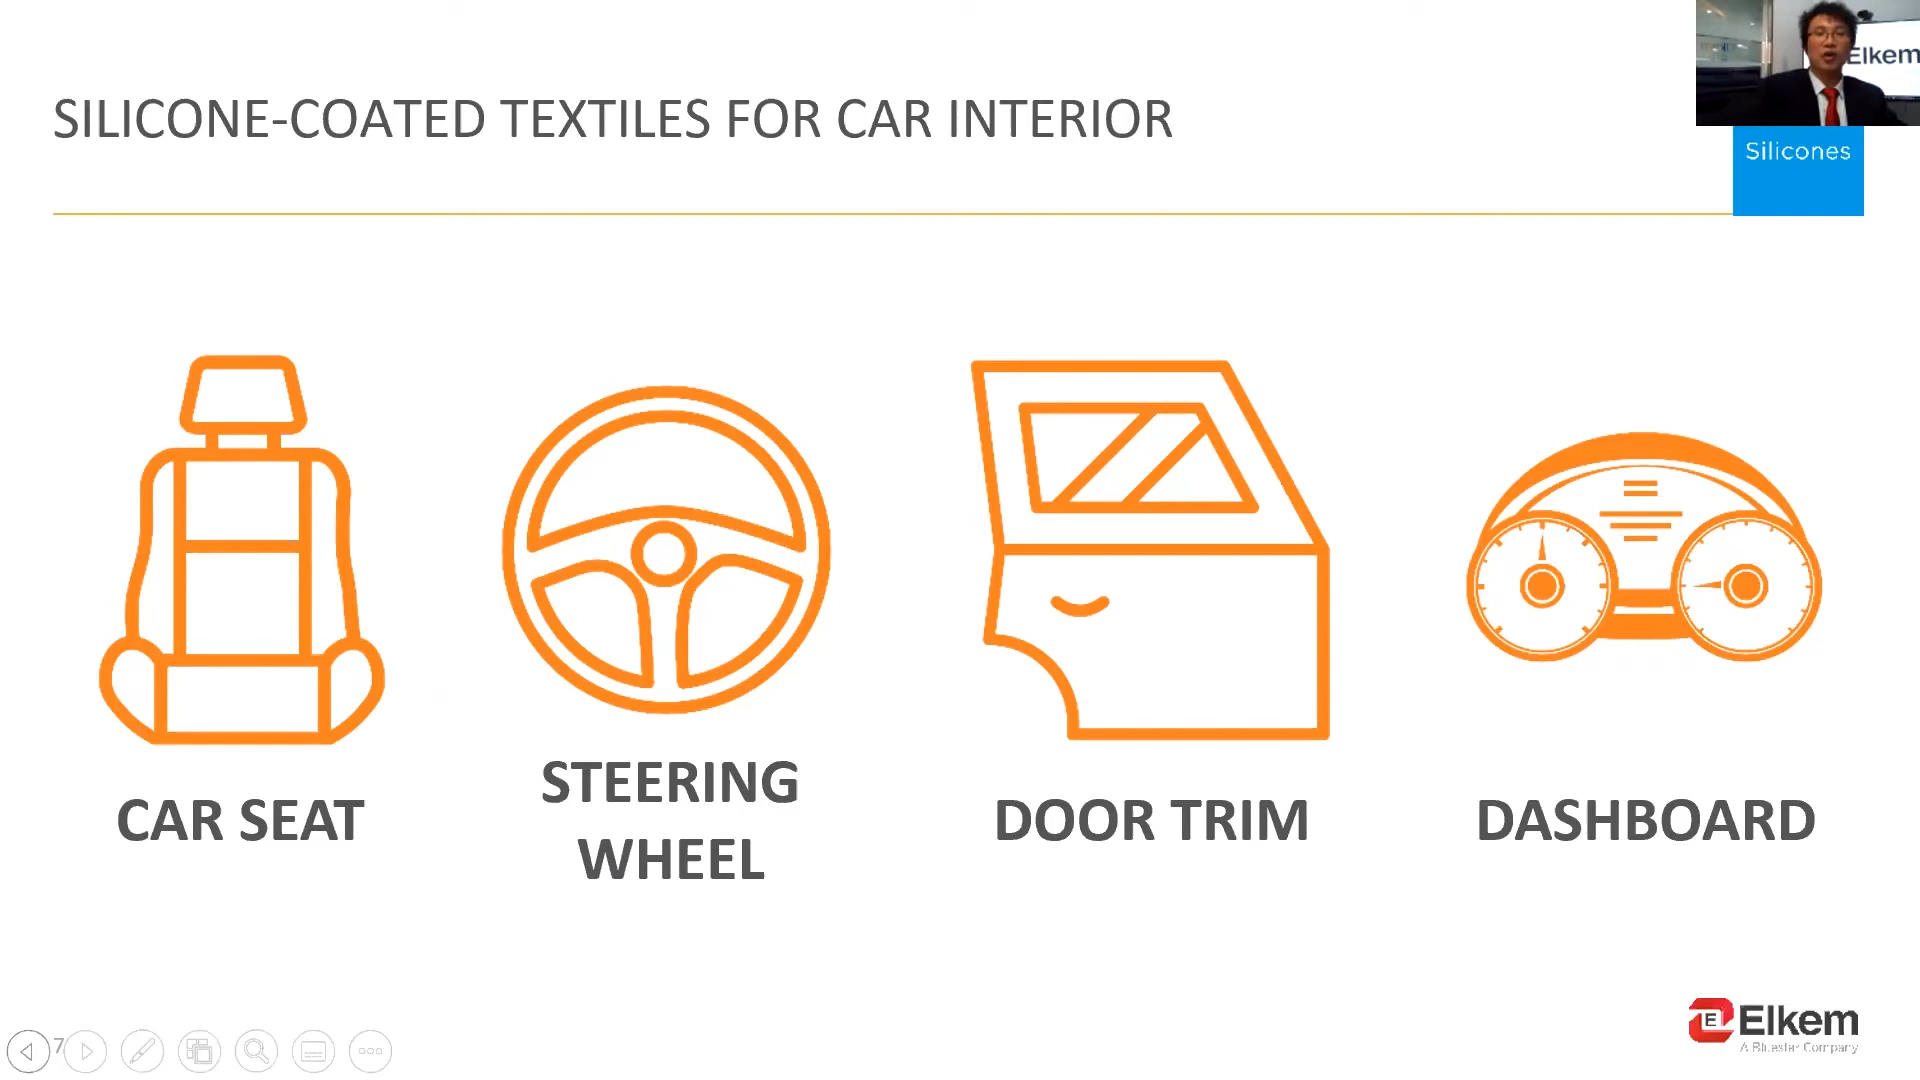 Elkem
SILICONE-COATED TEXTILES FOR CAR INTERIOR
Silicones
CAR SEAT
STEERING
WHEEL
DOOR TRIM
DASHBOARD
7
E
Elkem
A Bluestar Company